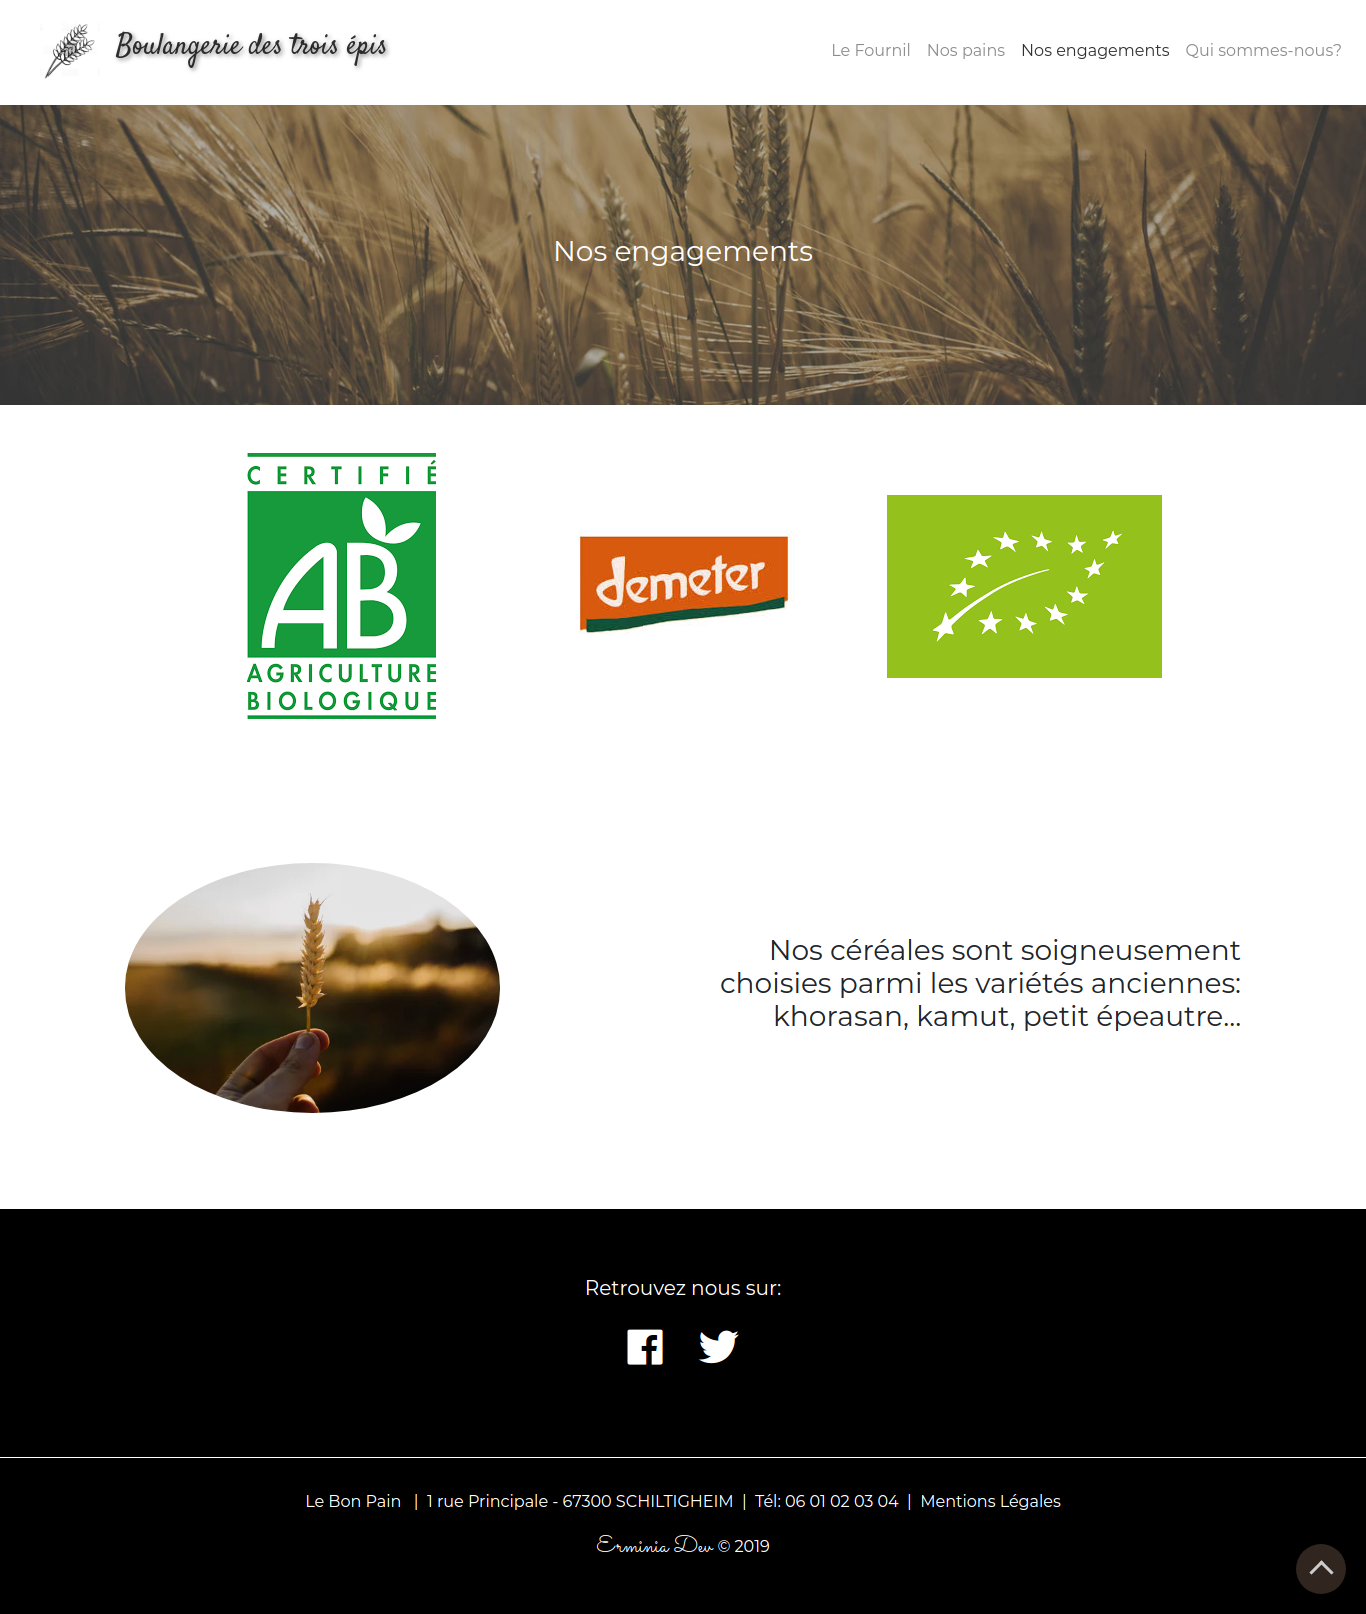 Boulangerie des trois épis
Le Fournil Nos pains Nos engagements Qui sommes-nous?
Nos engagements
CERTIFIÉ
AB
AGRICULTURE
BIOLOGIQUE
demeter
Nos céréales sont soigneusement
choisies parmi les variétés anciennes:
khorasan, kamut, petit épeautre...
Retrouvez nous sur:
Le Bon Pain | 1 rue Principale - 67300 SCHILTIGHEIM | Tél: 06 01 02 03 04 | Mentions Légales
Erminia Dev © 2019